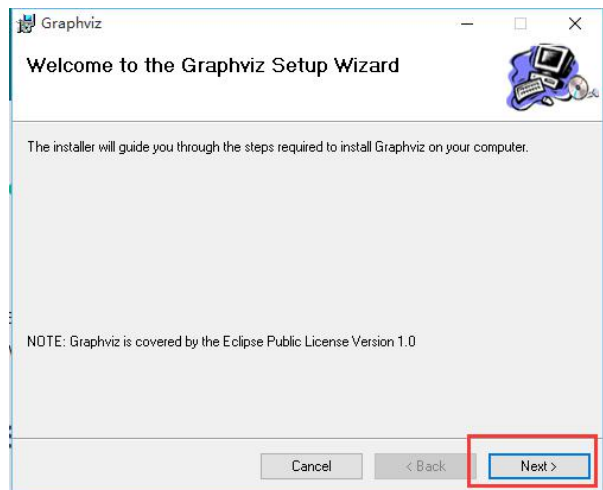 Graphviz
Welcome to the Graphviz Setup Wizard
The installer will guide you through the steps required to install Graphviz on your computer.
NOTE: Graphviz is covered by the Eclipse Public License Version 1.0
Cancel
< Back
Next >